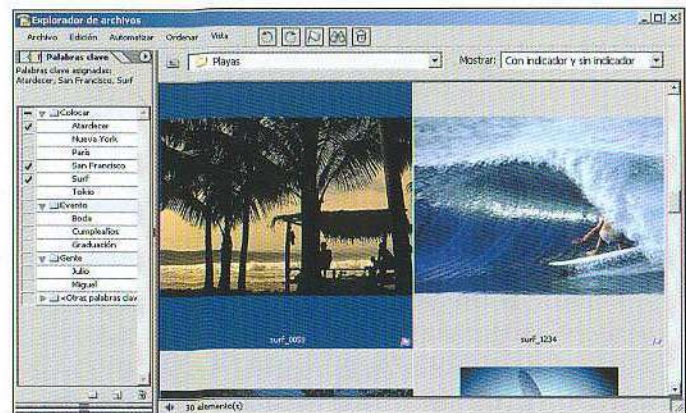 Explorador de archivos
Archivo Edición Automatizar Ordenar Vista
Palabras clave
Playas
Mostrar: Con indicador y sin indicador
Palabras clave asignadas:
Atardecer, San Francisco, Surf
Colocar
Atardecer
Nueva York
París
San Francisco
Surf
Tokio
Evento
Boda
Cumpleaños
Graduación
Gente
Julio
Miguel
«Otras palabras clav
surf_0059
surf_1234
30 elemento(s)